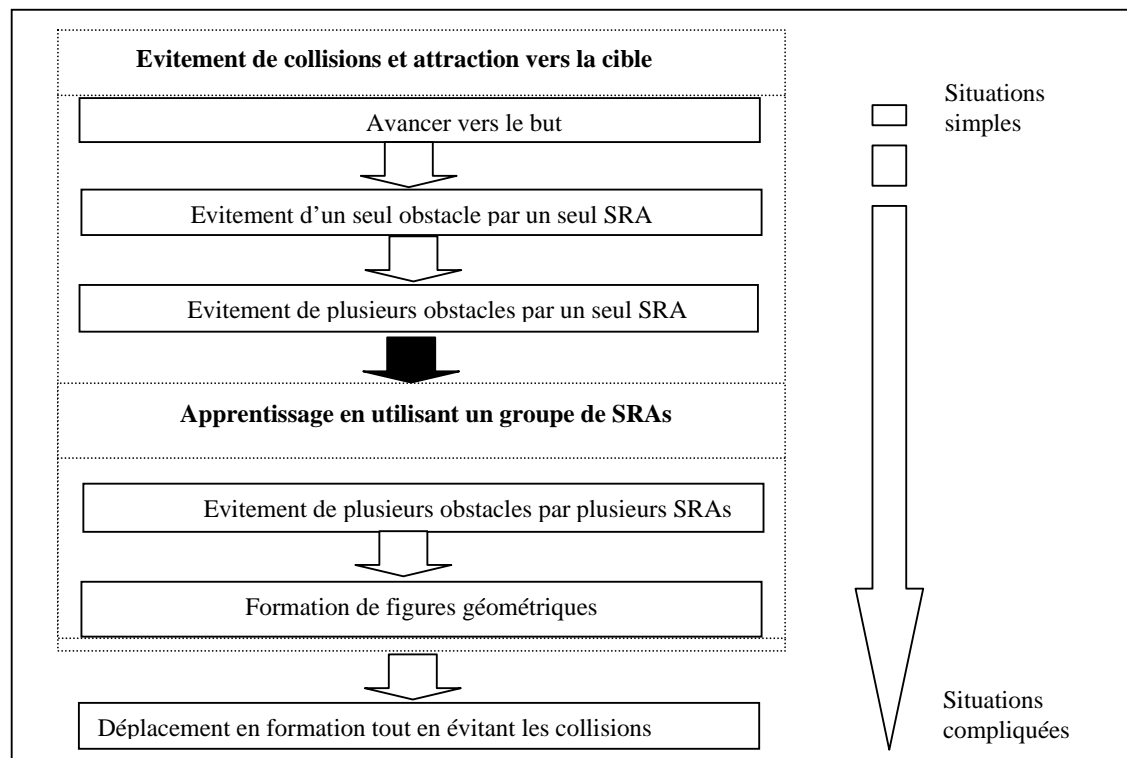 Evitement de collisions et attraction vers la cible
Avancer vers le but
Evitement d’un seul obstacle par un seul SRA
Evitement de plusieurs obstacles par un seul SRA
Apprentissage en utilisant un groupe de SRAs
Evitement de plusieurs obstacles par plusieurs SRAs
Formation de figures géométriques
Déplacement en formation tout en évitant les collisions
Situations
simples
Situations
compliquées